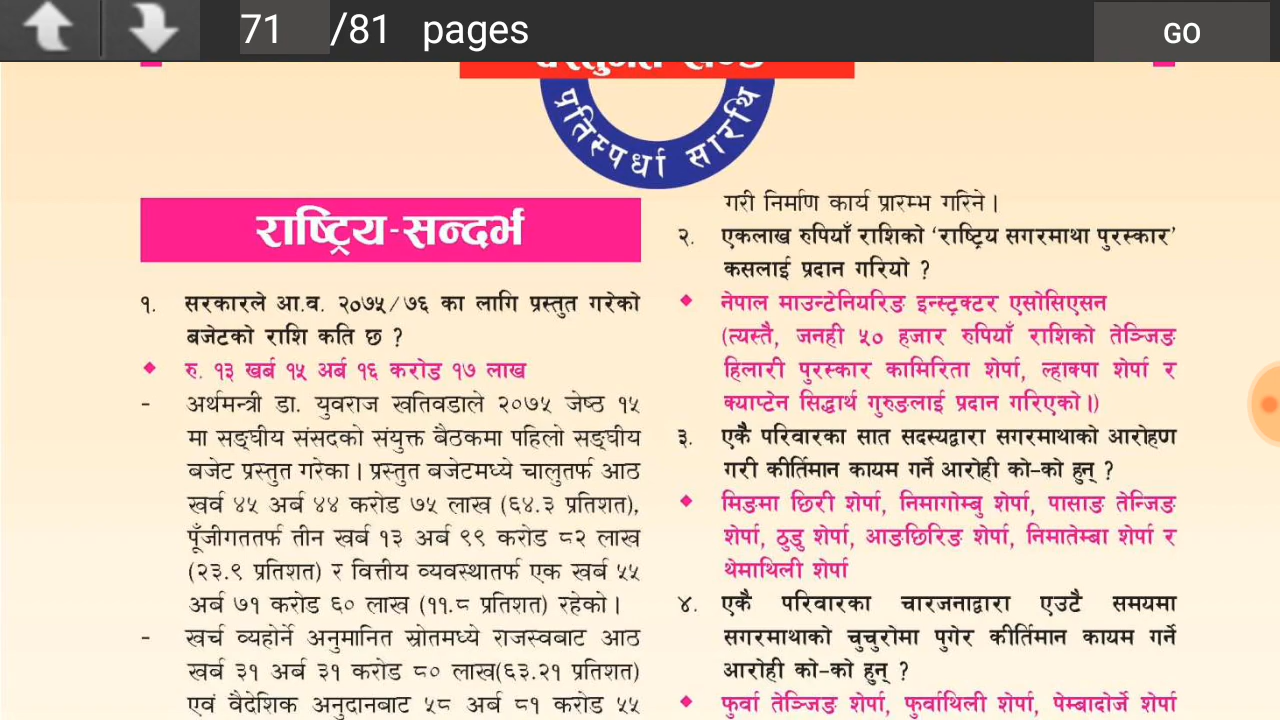 71 /81 pages GO
प्रतिस्पर्धा सारथि
राष्ट्रिय-सन्दर्भ
१. सरकारले आ.व. २०७५/७६ का लागि प्रस्तुत गरेको
बजेटको राशि कति छ ?
रु. १३ खर्ब १५ अर्ब १६ करोड १७ लाख
- अर्थमन्त्री डा. युवराज खतिवडाले २०७५ जेष्ठ १५
मा सङ्घीय संसदको संयुक्त बैठकमा पहिलो सङ्घीय
बजेट प्रस्तुत गरेका । प्रस्तुत बजेटमध्ये चालुतर्फ आठ
खर्व ४५ अर्ब ४४ करोड ७५ लाख (६४.३ प्रतिशत),
पूँजीगततर्फ तीन खर्ब १३ अर्ब ९९ करोड ८२ लाख
(२३.९ प्रतिशत) र वित्तीय व्यवस्थातर्फ एक खर्ब ५५
अर्ब ७१ करोड ६० लाख (११.८ प्रतिशत) रहेको ।
- खर्च व्यहोर्ने अनुमानित स्रोतमध्ये राजस्वबाट आठ
खर्ब ३१ अर्ब ३१ करोड ८० लाख(६३.२१ प्रतिशत)
एवं वैदेशिक अनुदानबाट ५८ अर्ब ८१ करोड ५५
गरी निर्माण कार्य प्रारम्भ गरिने ।
२. एकलाख रुपियाँ राशिको ‘राष्ट्रिय सगरमाथा पुरस्कार’
कसलाई प्रदान गरियो ?
नेपाल माउन्टेनियरिङ इन्स्ट्रक्टर एसोसिएसन
(त्यस्तै, जनही ५० हजार रुपियाँ राशिको तेञ्जिङ
हिलारी पुरस्कार कामिरिता शेर्पा, ल्हाक्पा शेर्पा र
क्याप्टेन सिद्धार्थ गुरुङलाई प्रदान गरिएको ।)
३. एकै परिवारका सात सदस्यद्वारा सगरमाथाको आरोहण
गरी कीर्तिमान कायम गर्ने आरोही को-को हुन् ?
मिङमा छिरी शेर्पा, निमागोम्बु शेर्पा, पासाङ तेन्जिङ
शेर्पा, ठुडु शेर्पा, आङछिरिङ शेर्पा, निमातेम्बा शेर्पा र
थेमाथिली शेर्पा
४. एकै परिवारका चारजनाद्वारा एउटै समयमा
सगरमाथाको चुचुरोमा पुगेर कीर्तिमान कायम गर्ने
आरोही को-को हुन् ?
फुर्वा तेञ्जिङ शेर्पा, फुर्वाथिली शेर्पा, पेम्बादोर्जे शेर्पा